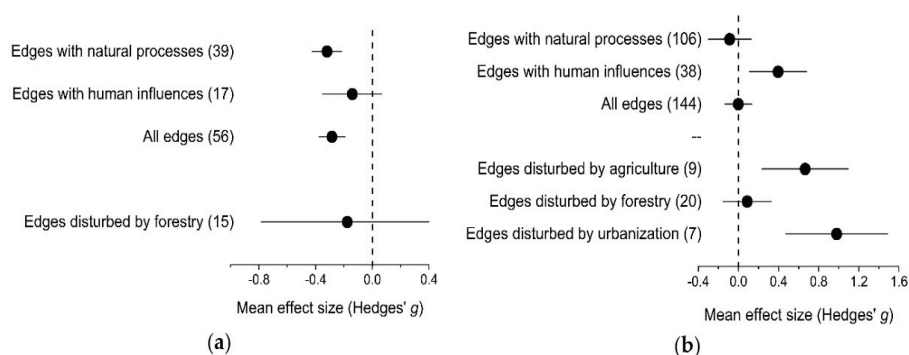 Edges with natural processes (39)
Edges with human influences (17)
All edges (56)
Edges disturbed by forestry (15)
-0.8 -0.4 0.0 0.4
Mean effect size (Hedges' g)
(a)
Edges with natural processes (106)
Edges with human influences (38)
All edges (144)
--
Edges disturbed by agriculture (9)
Edges disturbed by forestry (20)
Edges disturbed by urbanization (7)
-0.4 0.0 0.4 0.8 1.2 1.6
Mean effect size (Hedges' g)
(b)